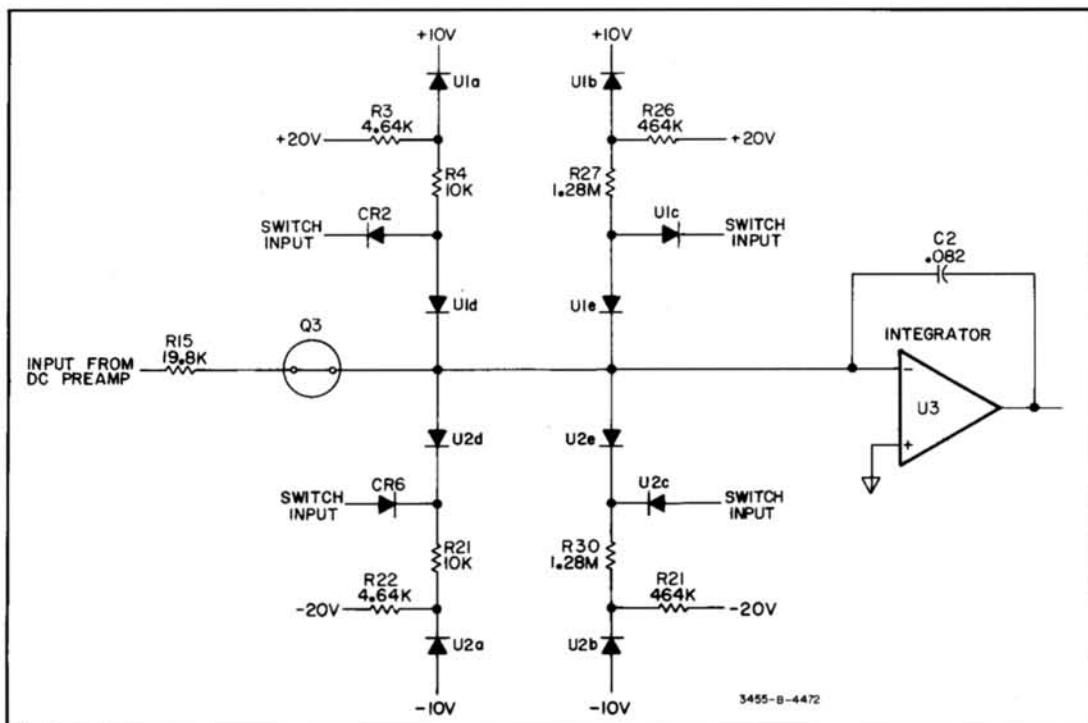 +10V
+10V
U1a
U1b
R3
4.64K
R26
464K
+20V
+20V
R4
10K
R27
1.28M
SWITCH
INPUT
CR2
U1c
SWITCH
INPUT
C2
.082
U1d
U1e
INPUT FROM
DC PREAMP
R15
19.8K
Q3
INTEGRATOR
-
U3
+
U2d
U2e
SWITCH
INPUT
CR6
U2c
SWITCH
INPUT
R21
10K
R30
1.28M
R22
4.64K
R21
464K
-20V
-20V
U2a
U2b
-10V
-10V
3455-B-4472